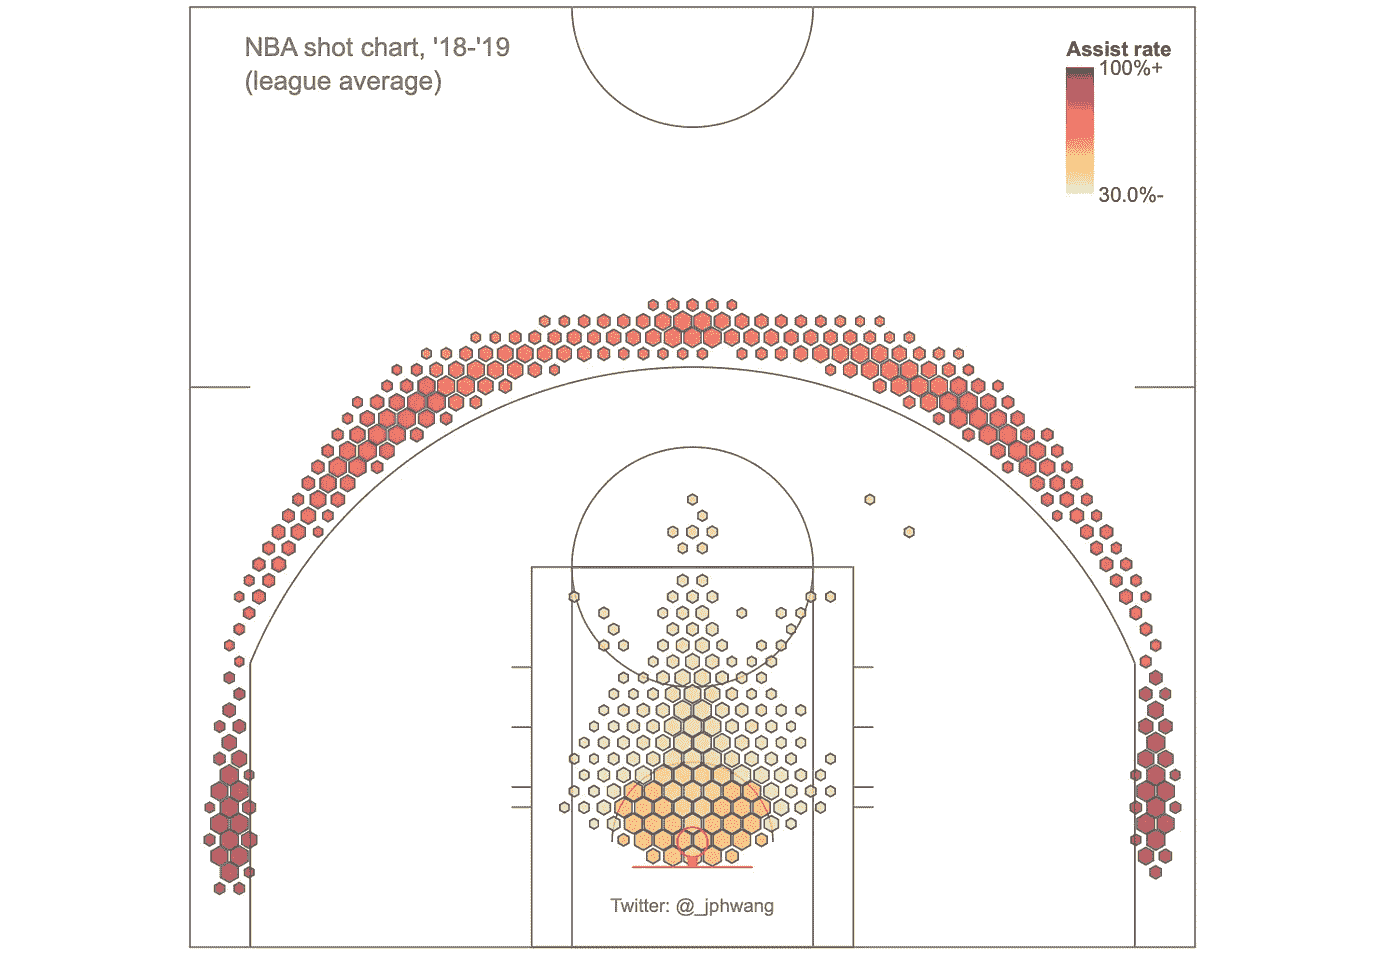 NBA shot chart, '18-'19
(league average)
Assist rate
100%+
30.0%-
Twitter: @_jphwang